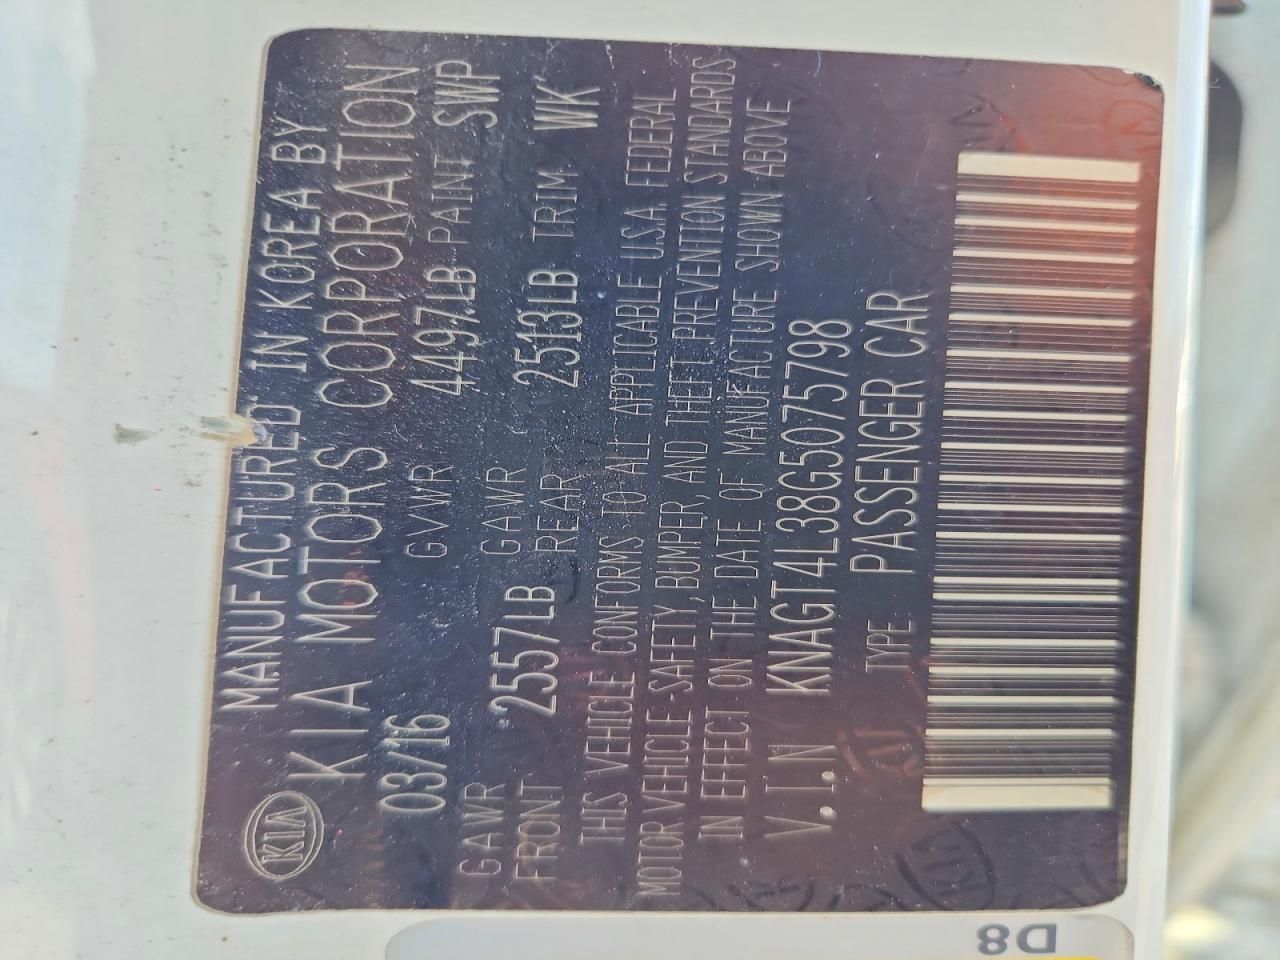 MANUFACTURED IN KOREA BY
KIA KIA MOTORS CORPORATION
03/16 GVWR 4497LB PAINT SWP
GAWR FRONT 2557LB GAWR REAR 2513LB TRIM WK
THIS VEHICLE CONFORMS TO ALL APPLICABLE U.S.A. FEDERAL
MOTOR VEHICLE SAFETY, BUMPER, AND THEFT PREVENTION STANDARDS
IN EFFECT ON THE DATE OF MANUFACTURE SHOWN ABOVE
V.I.N KNAGT4L38G5075798
TYPE PASSENGER CAR
KIA
D8